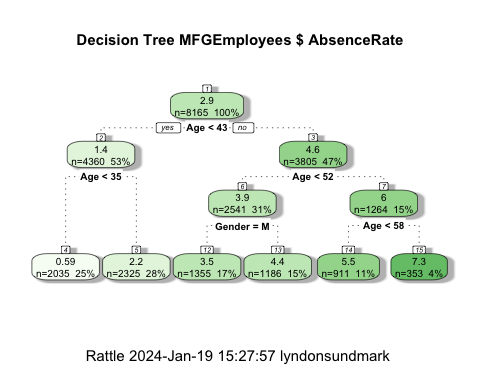 Decision Tree MFGEmployees $ AbsenceRate
1
2.9
n=8165 100%
yes Age < 43 no
2 3
1.4 4.6
n=4360 53% n=3805 47%
Age < 35 Age < 52
6 7
3.9 6
n=2541 31% n=1264 15%
Gender = M Age < 58
4 5 12 13 14 15
0.59 2.2 3.5 4.4 5.5 7.3
n=2035 25% n=2325 28% n=1355 17% n=1186 15% n=911 11% n=353 4%
Rattle 2024-Jan-19 15:27:57 lyndonsundmark